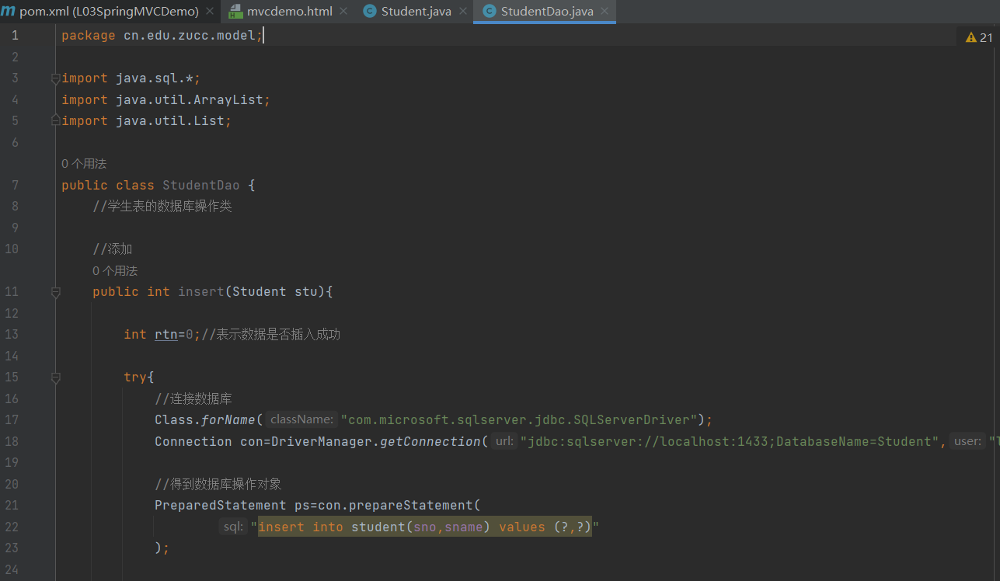 pom.xml (L03SpringMVCDemo) mvcdemo.html Student.java StudentDao.java
1 package cn.edu.zucc.model; 21
2
3 import java.sql.*;
4 import java.util.ArrayList;
5 import java.util.List;
6
0 个用法
7 public class StudentDao {
8 //学生表的数据库操作类
9
10 //添加
0 个用法
11 public int insert(Student stu){
12
13 int rtn=0;//表示数据是否插入成功
14
15 try{
16 //连接数据库
17 Class.forName( className: "com.microsoft.sqlserver.jdbc.SQLServerDriver");
18 Connection con=DriverManager.getConnection( url: "jdbc:sqlserver://localhost:1433;DatabaseName=Student", user:
19
20 //得到数据库操作对象
21 PreparedStatement ps=con.prepareStatement(
22 sql: "insert into student(sno,sname) values (?,?)"
23 );
24